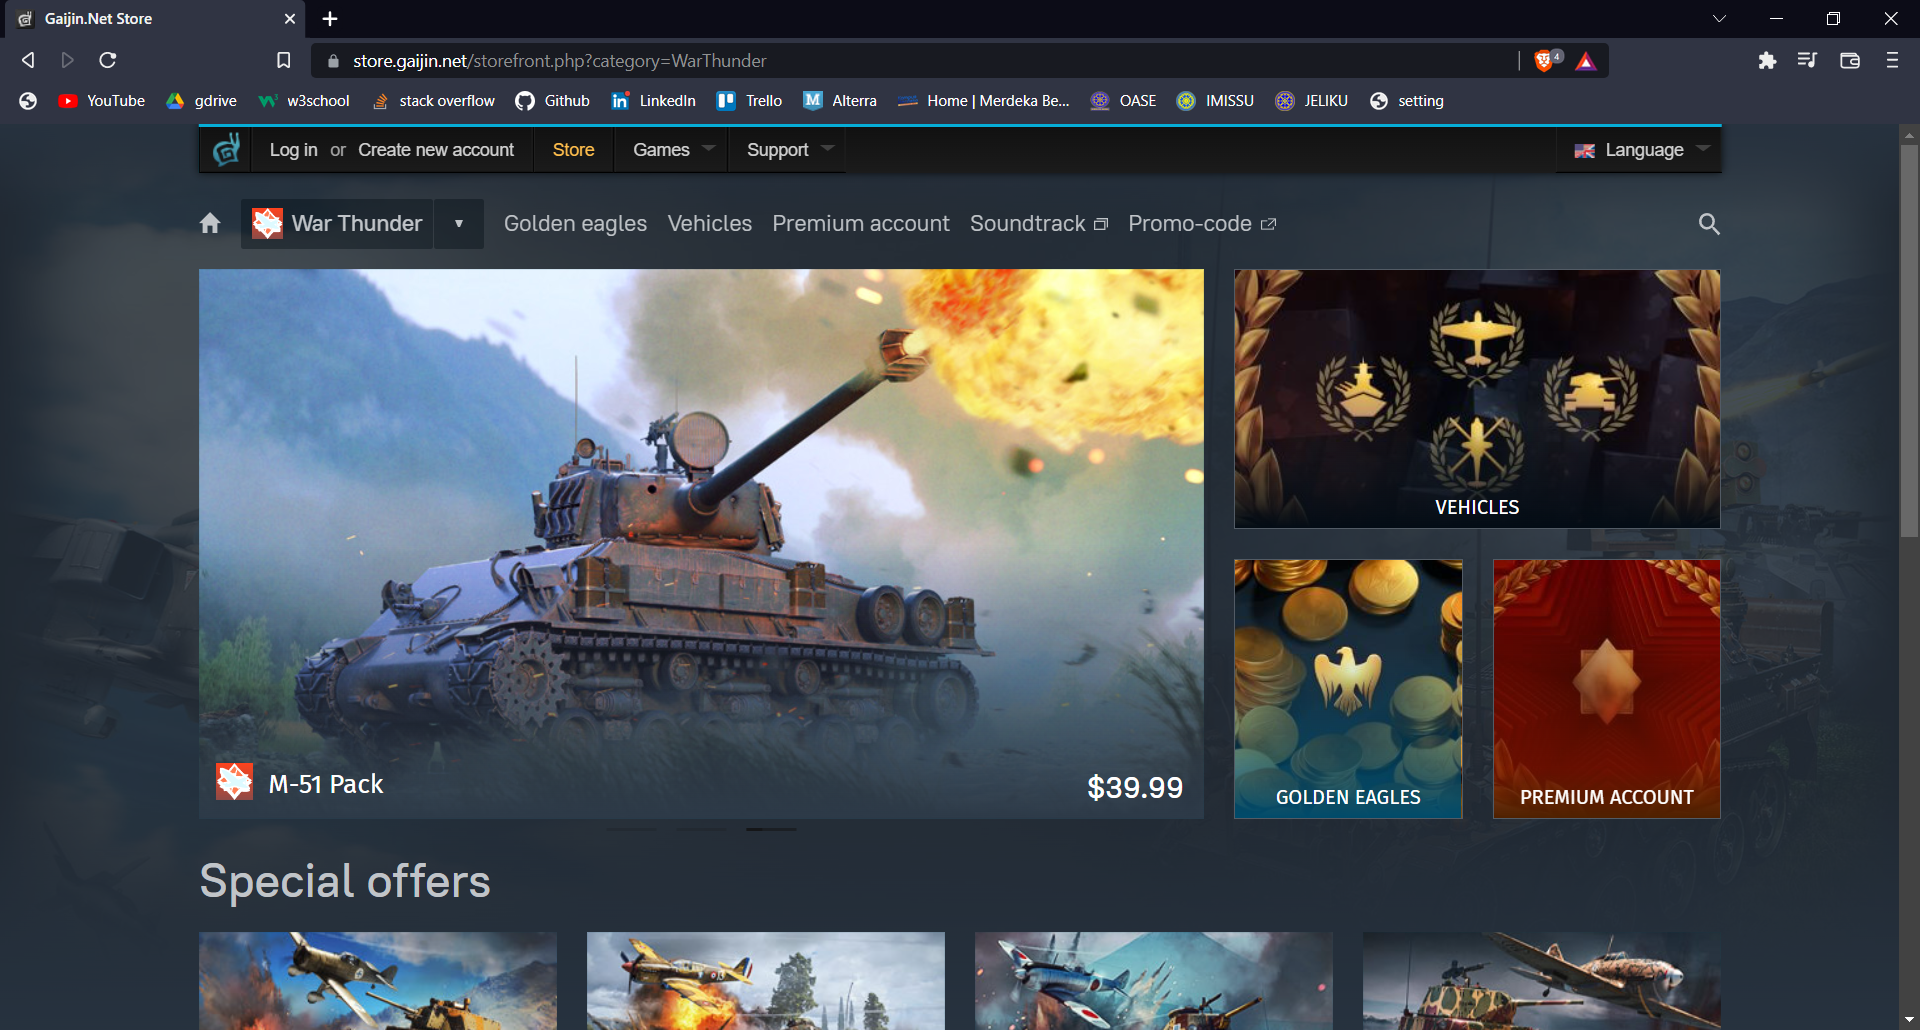 Gaijin.Net Store
store.gaijin.net/storefront.php?category=WarThunder
4
YouTube gdrive w3school stack overflow Github LinkedIn Trello Alterra Home | Merdeka Be... OASE IMISSU JELIKU setting
Log in or Create new account Store Games Support Language
War Thunder Golden eagles Vehicles Premium account Soundtrack Promo-code
VEHICLES
M-51 Pack $39.99
GOLDEN EAGLES PREMIUM ACCOUNT
Special offers